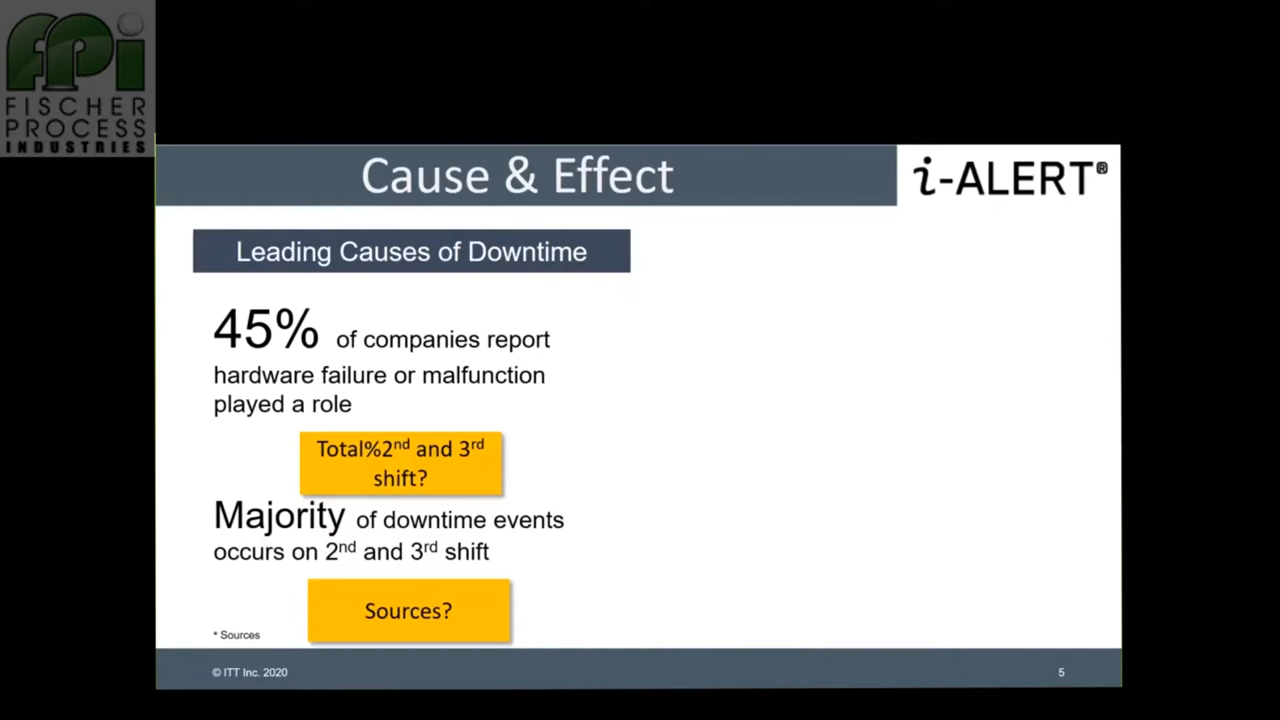 fpi
FISCHER
PROCESS
INDUSTRIES
Cause & Effect
i-ALERT®
Leading Causes of Downtime
45% of companies report
hardware failure or malfunction
played a role
Total%2nd and 3rd
shift?
Majority of downtime events
occurs on 2nd and 3rd shift
Sources?
* Sources
© ITT Inc. 2020
5